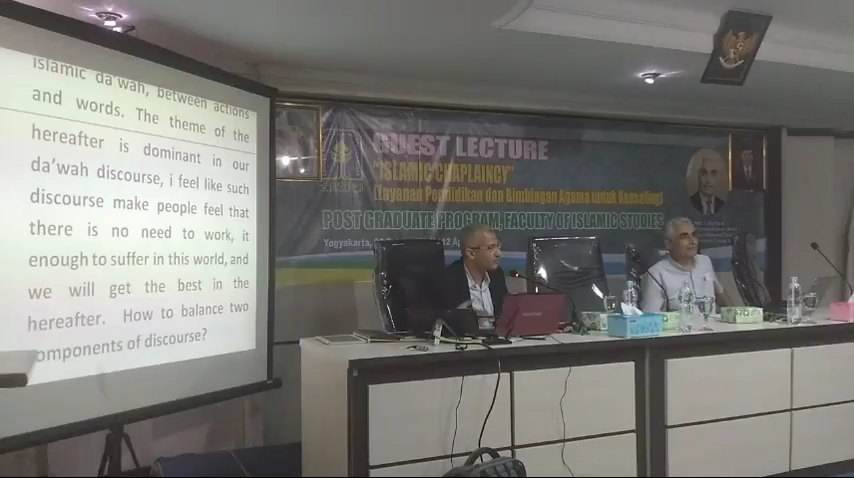 islamic da'wah, between actions
and words. The theme of the
hereafter is dominant in our
da'wah discourse, i feel like such
discourse make people feel that
there is no need to work, it
enough to suffer in this world, and
we will get the best in the
hereafter. How to balance two
components of discourse?
GUEST LECTURE
"ISLAMIC CHAPLAINCY"
(Layanan Pendidikan dan Bimbingan Agama untuk Konseling)
POST GRADUATE PROGRAM, FACULTY OF ISLAMIC STUDIES
Yogyakarta, 12